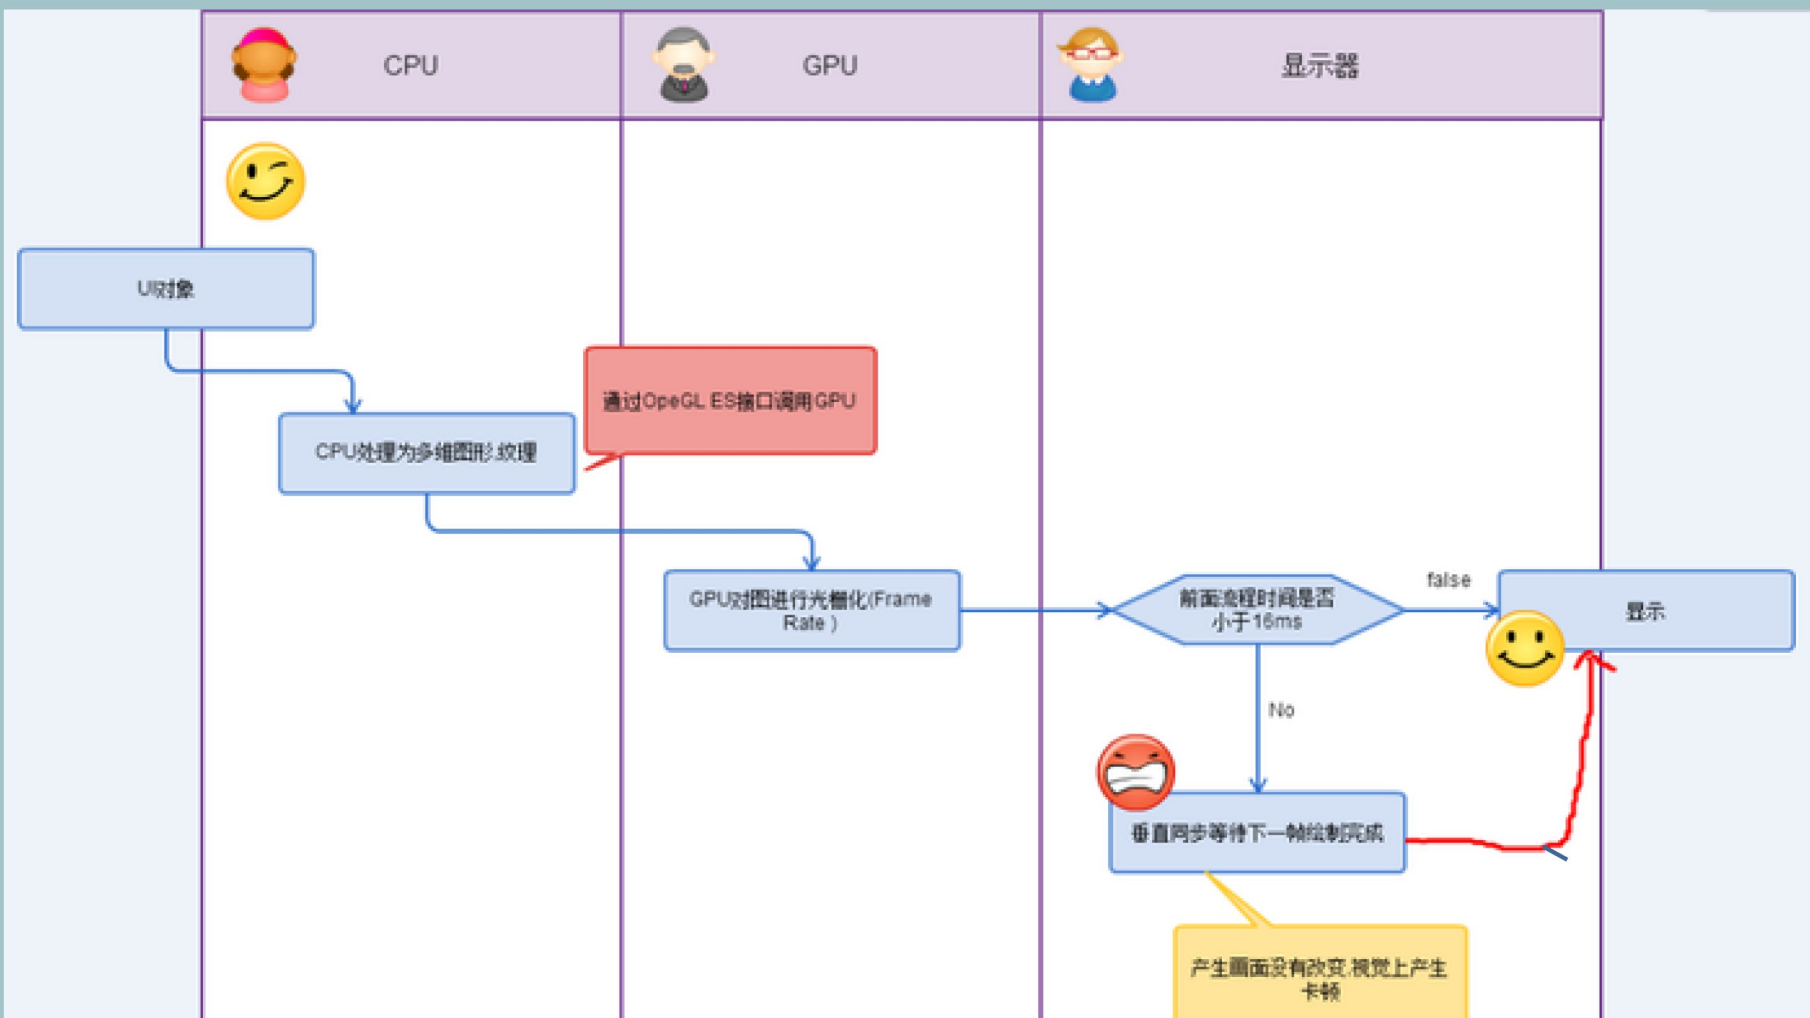 CPU
GPU
显示器
UI对象
通过OpeGL ES接口调用GPU
CPU处理为多维图形,纹理
GPU对图进行光栅化(Frame
Rate )
前面流程时间是否
小于16ms
false
显示
No
垂直同步等待下一帧绘制完成
产生画面没有改变,视觉上产生
卡顿